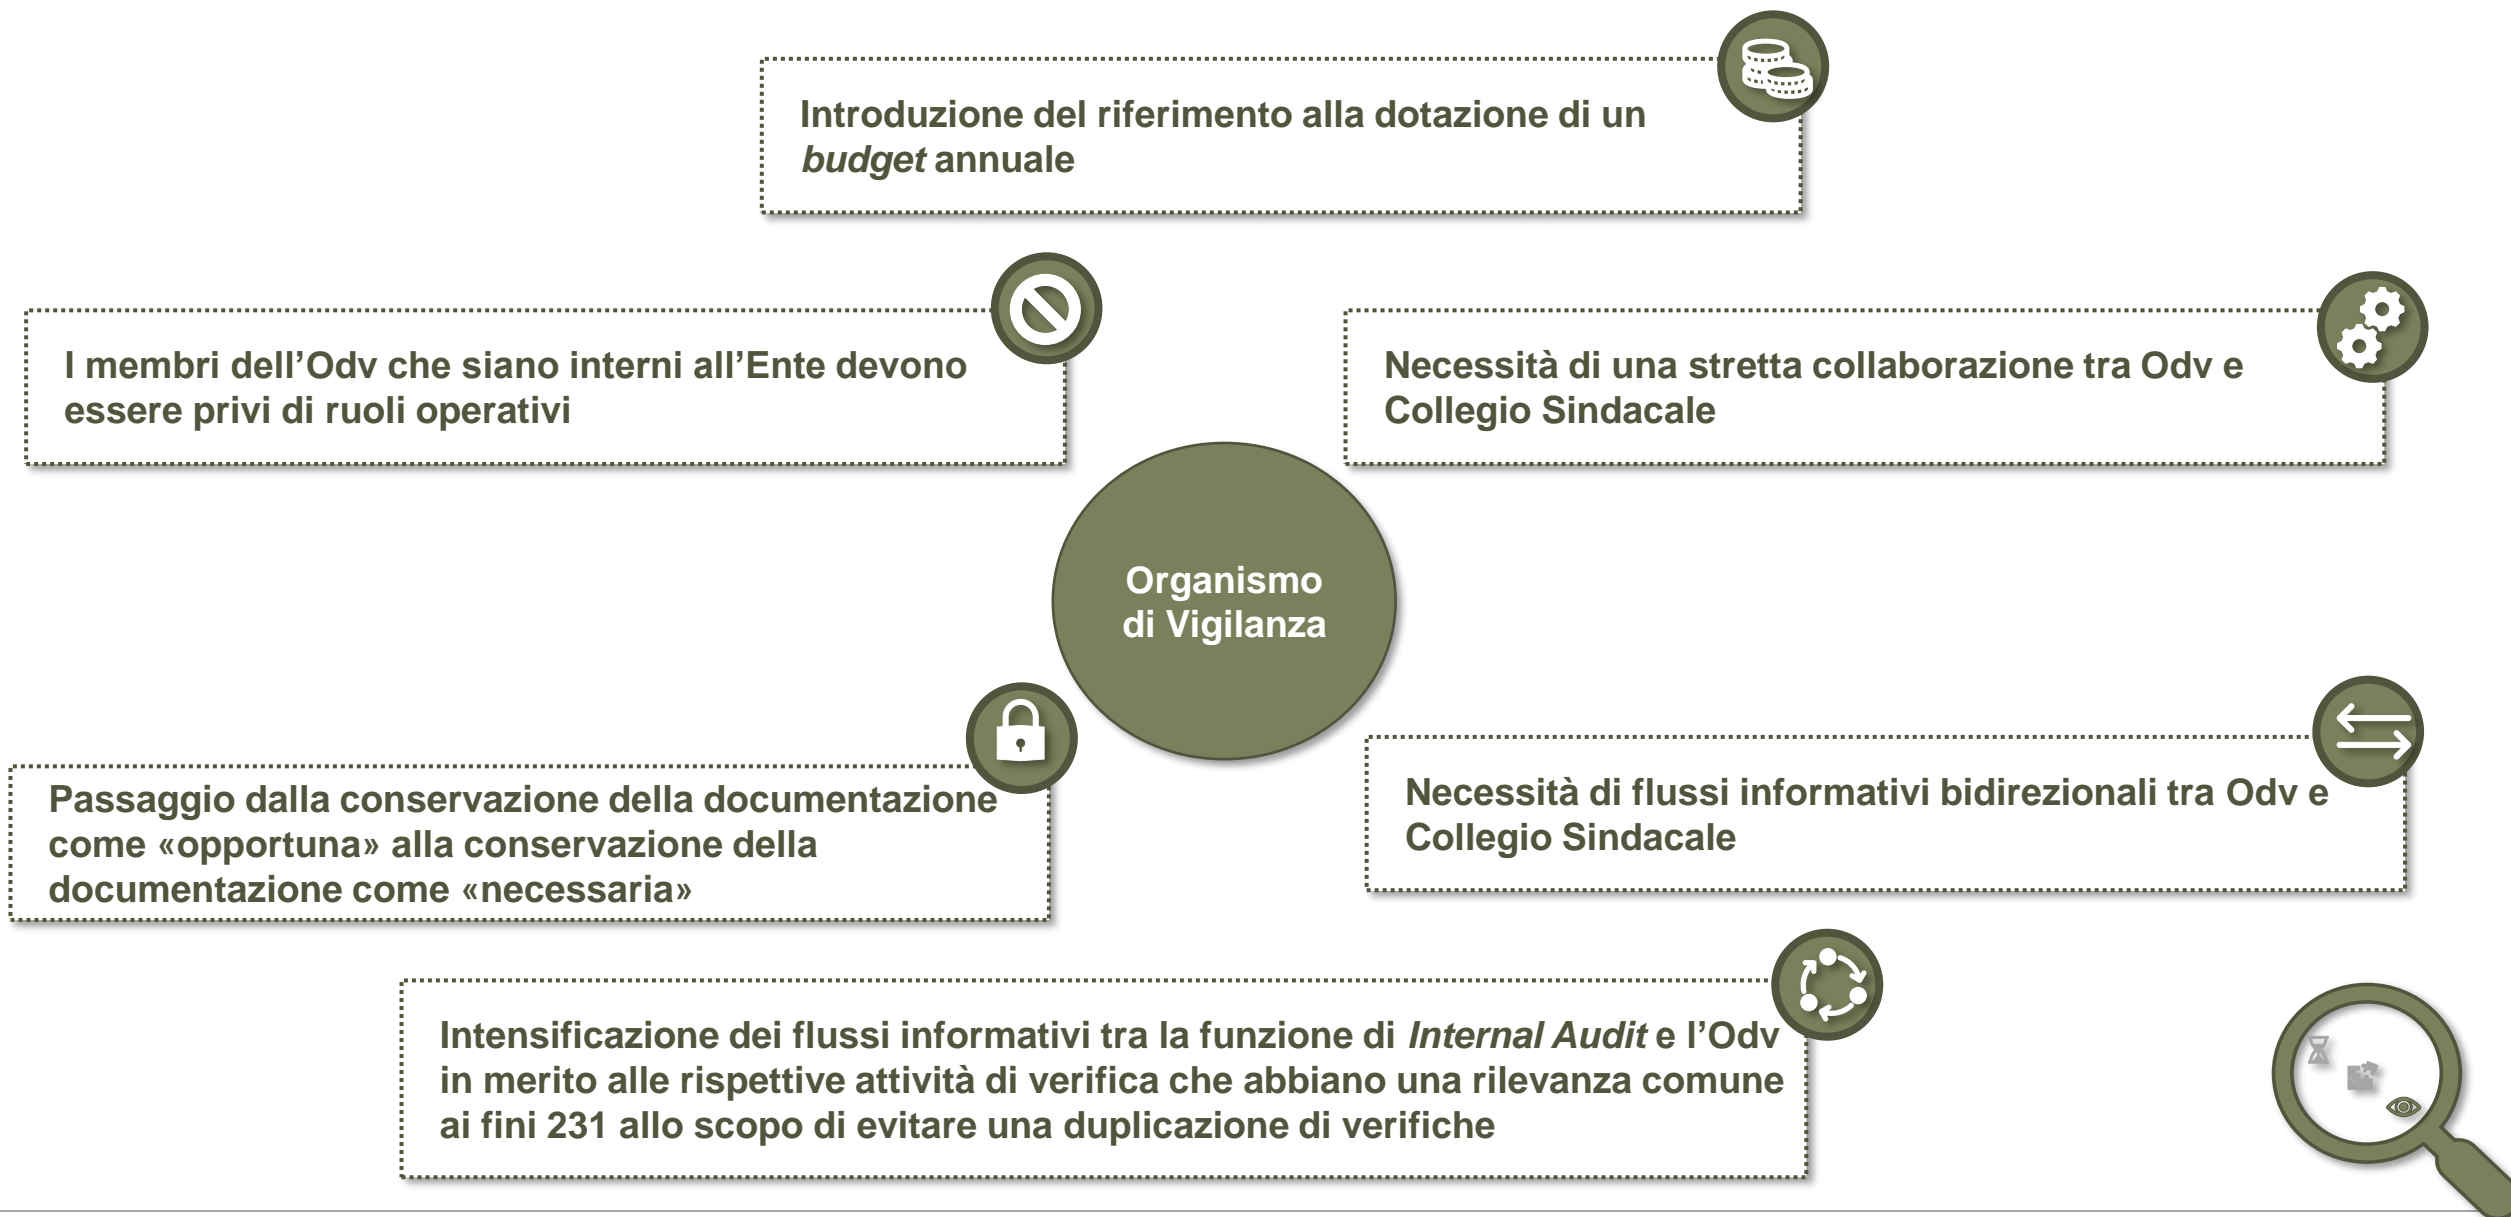 Introduzione del riferimento alla dotazione di un
budget annuale
I membri dell’Odv che siano interni all’Ente devono
essere privi di ruoli operativi
Necessità di una stretta collaborazione tra Odv e
Collegio Sindacale
Organismo
di Vigilanza
Passaggio dalla conservazione della documentazione
come «opportuna» alla conservazione della
documentazione come «necessaria»
Necessità di flussi informativi bidirezionali tra Odv e
Collegio Sindacale
Intensificazione dei flussi informativi tra la funzione di Internal Audit e l’Odv
in merito alle rispettive attività di verifica che abbiano una rilevanza comune
ai fini 231 allo scopo di evitare una duplicazione di verifiche